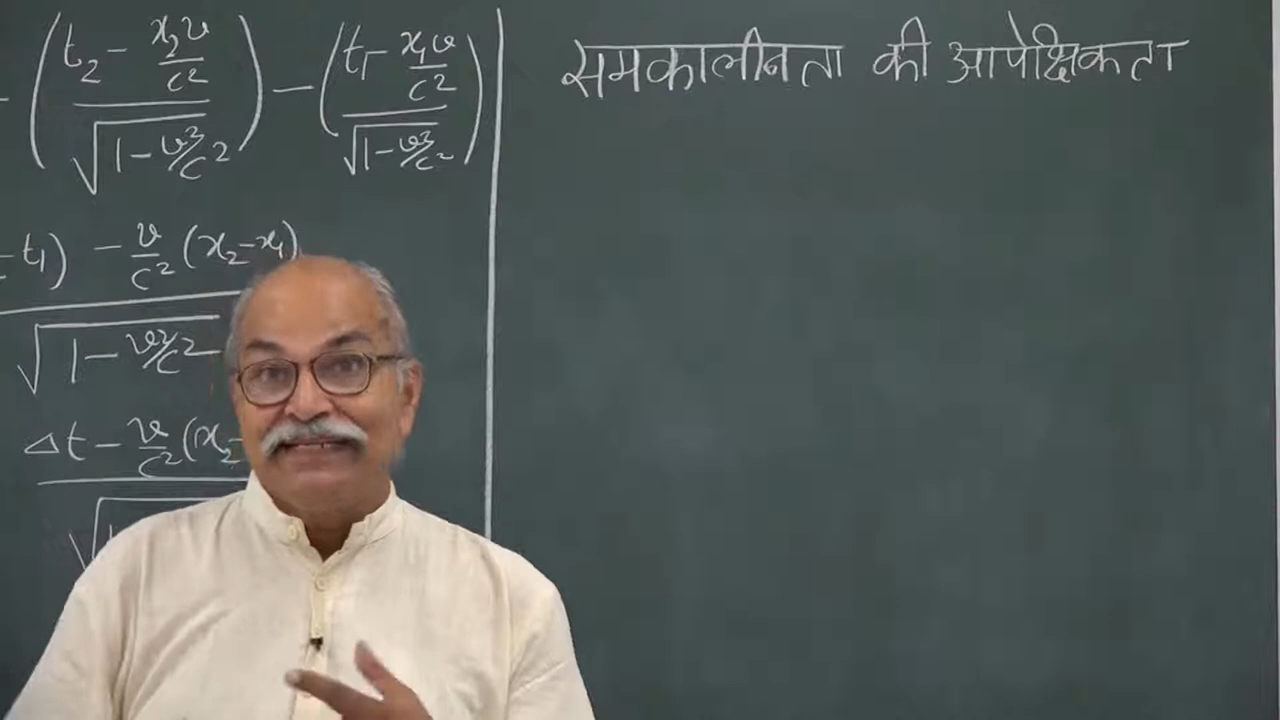 - ( (t₂ - x₂v/c²) / √(1 - v²/c²) ) - ( (t₁ - x₁v/c²) / √(1 - v²/c²) )
- t₁) - v/c² (x₂-x₁)
√(1 - v²/c²)
Δt - v/c² (x₂-
√
समकालीनता की आपेक्षिकता